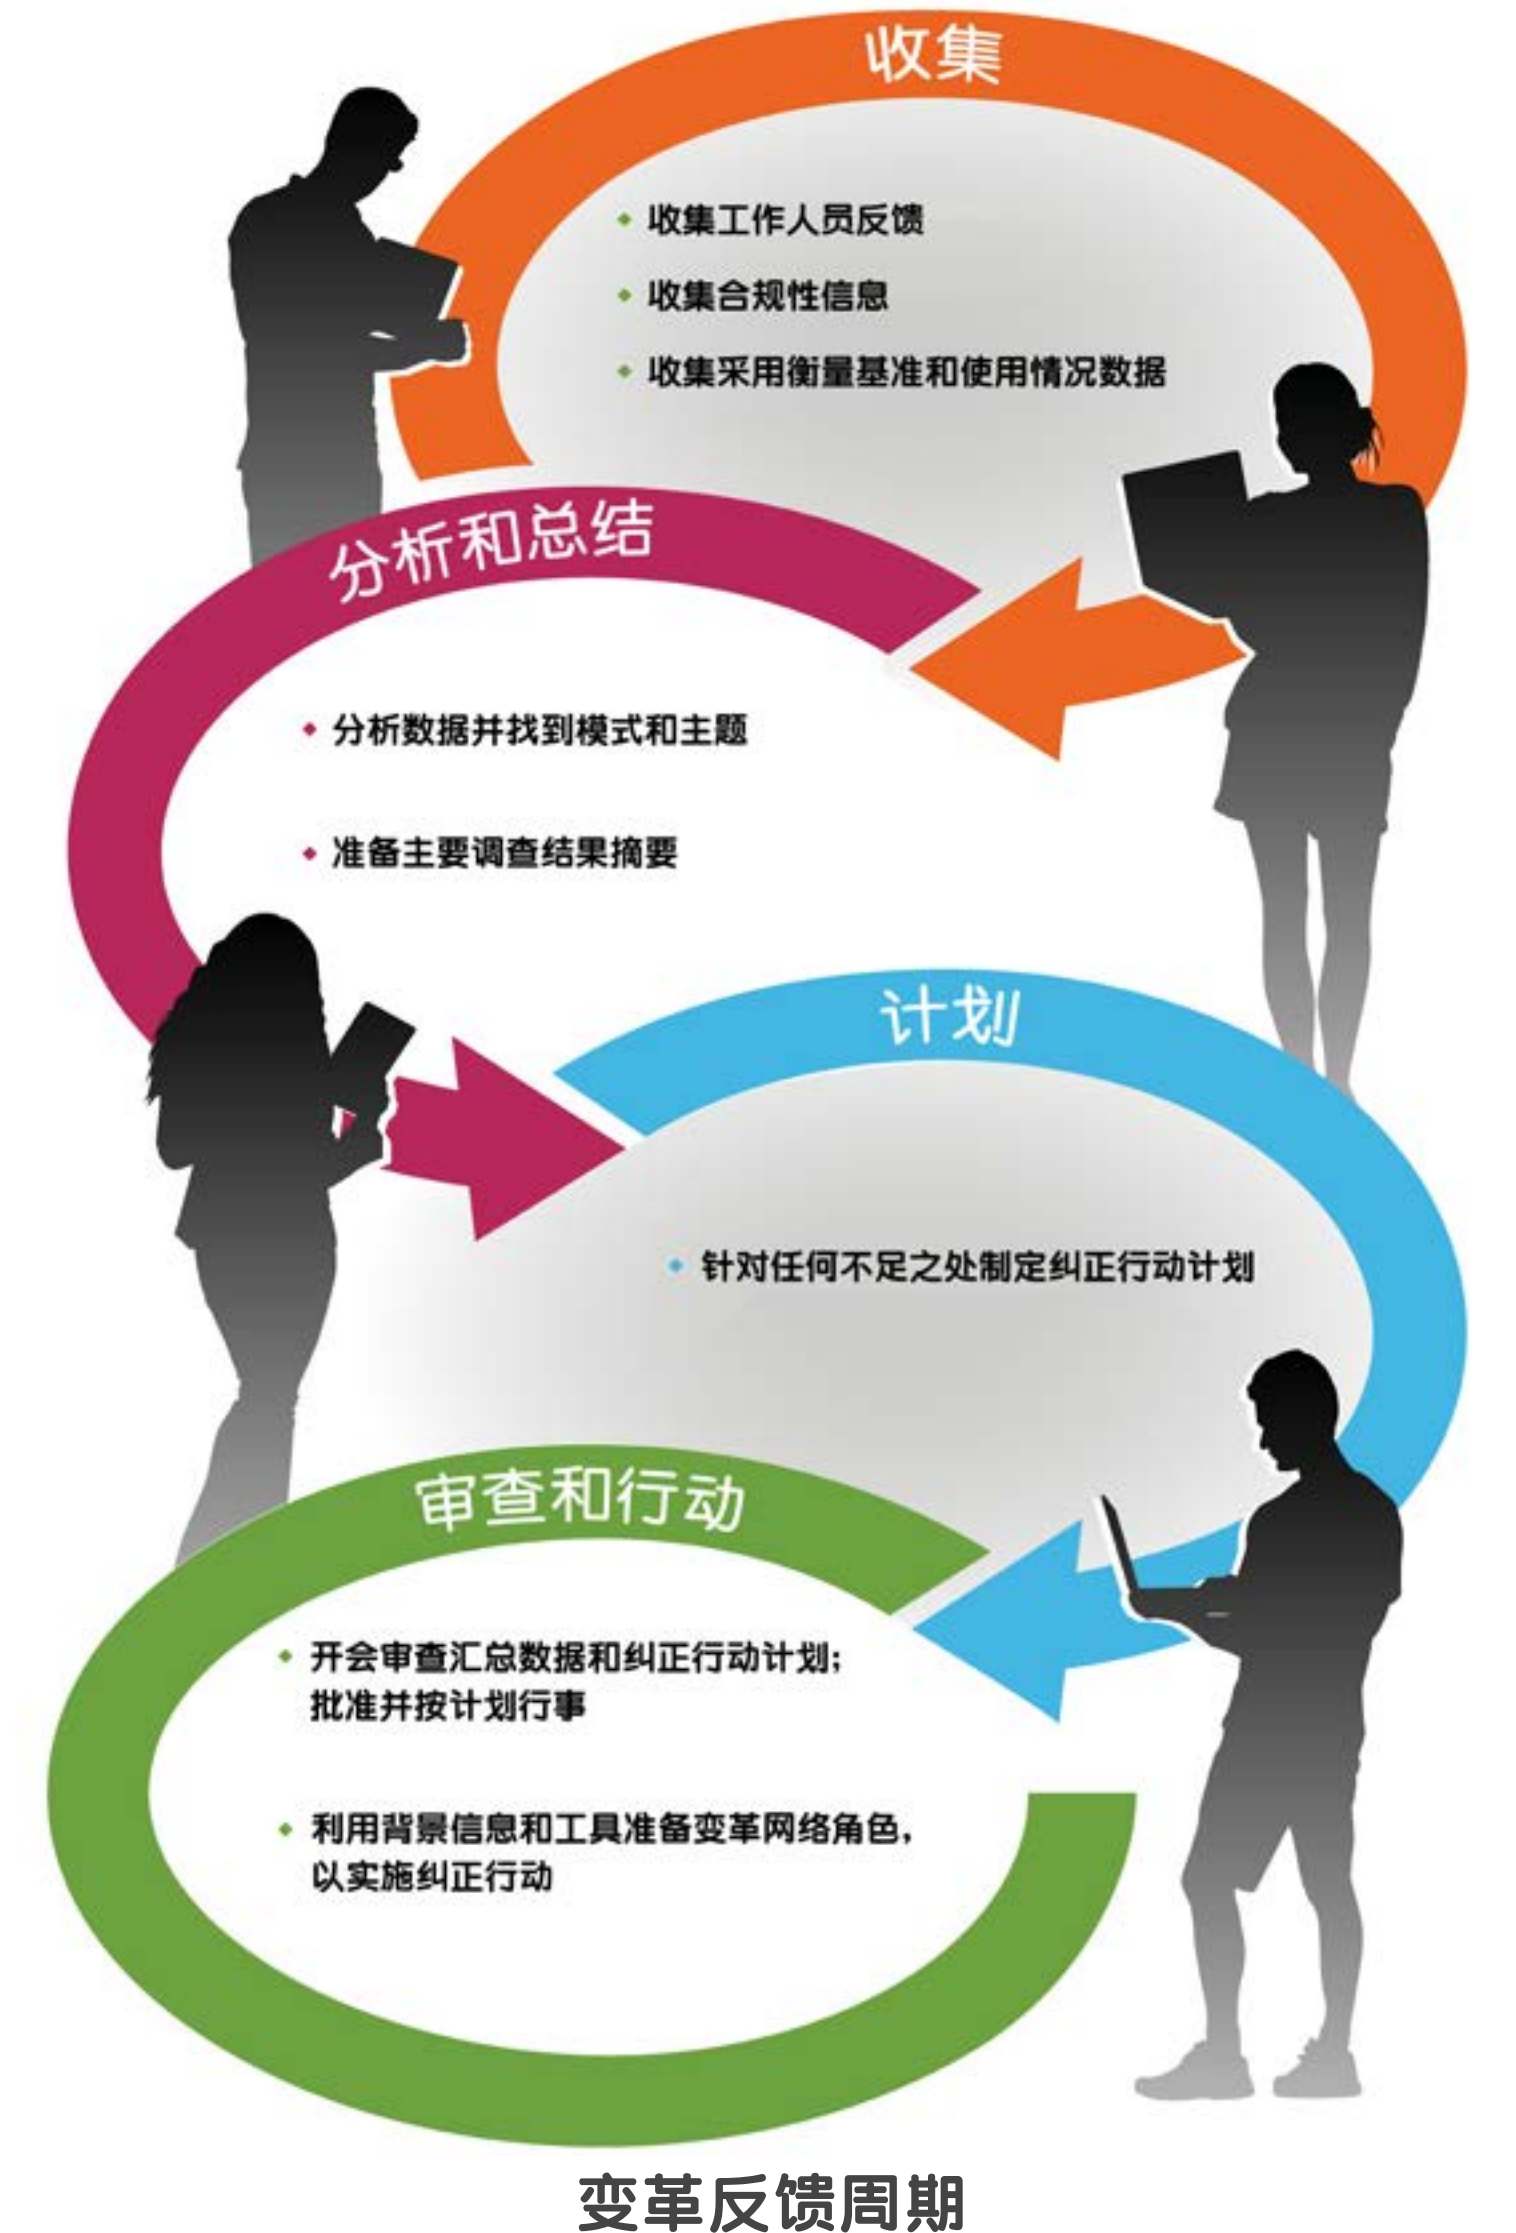 收集
收集工作人员反馈
收集合规性信息
收集采用衡量基准和使用情况数据
分析和总结
分析数据并找到模式和主题
准备主要调查结果摘要
计划
针对任何不足之处制定纠正行动计划
审查和行动
开会审查汇总数据和纠正行动计划；
批准并按计划行事
利用背景信息和工具准备变革网络角色，
以实施纠正行动
变革反馈周期